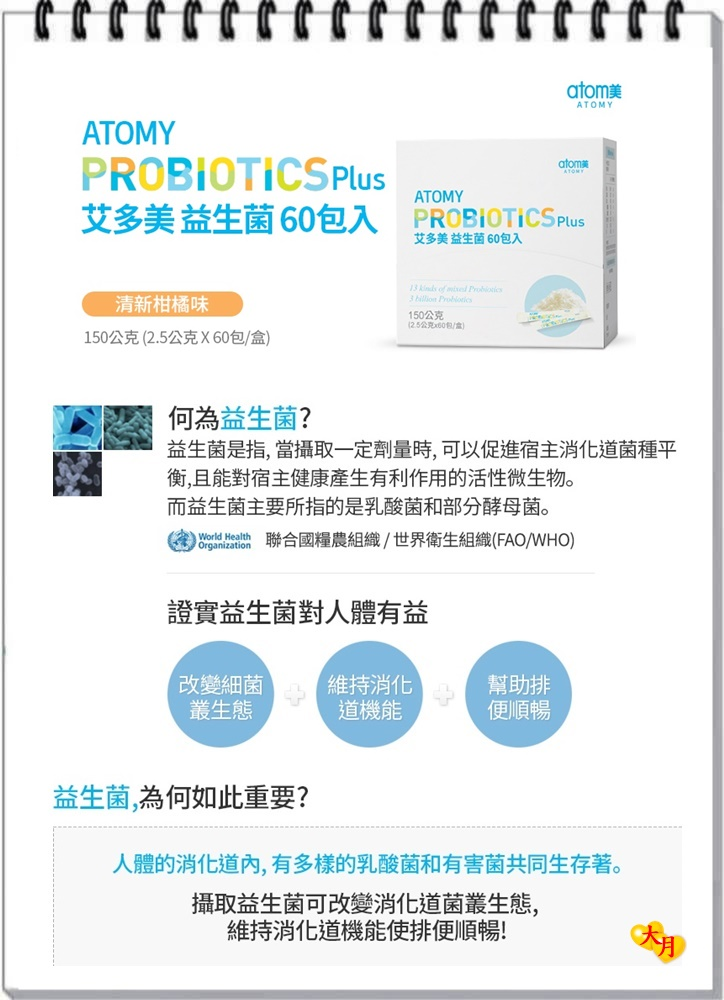 atom美
ATOMY
ATOMY
PROBIOTICS Plus
艾多美 益生菌 60包入
清新柑橘味
150公克 (2.5公克 X 60包/盒)
atom美
ATOMY
ATOMY
PROBIOTICS Plus
艾多美 益生菌 60包入
13 kinds of mixed Probiotics
3 billion Probiotics
150公克
(2.5公克x60包/盒)
何為益生菌?
益生菌是指, 當攝取一定劑量時, 可以促進宿主消化道菌種平
衡,且能對宿主健康產生有利作用的活性微生物。
而益生菌主要所指的是乳酸菌和部分酵母菌。
World Health
Organization
聯合國糧農組織 / 世界衛生組織(FAO/WHO)
證實益生菌對人體有益
改變細菌
叢生態
維持消化
道機能
幫助排
便順暢
益生菌,為何如此重要?
人體的消化道內, 有多樣的乳酸菌和有害菌共同生存著。
攝取益生菌可改變消化道菌叢生態,
維持消化道機能使排便順暢!
大月